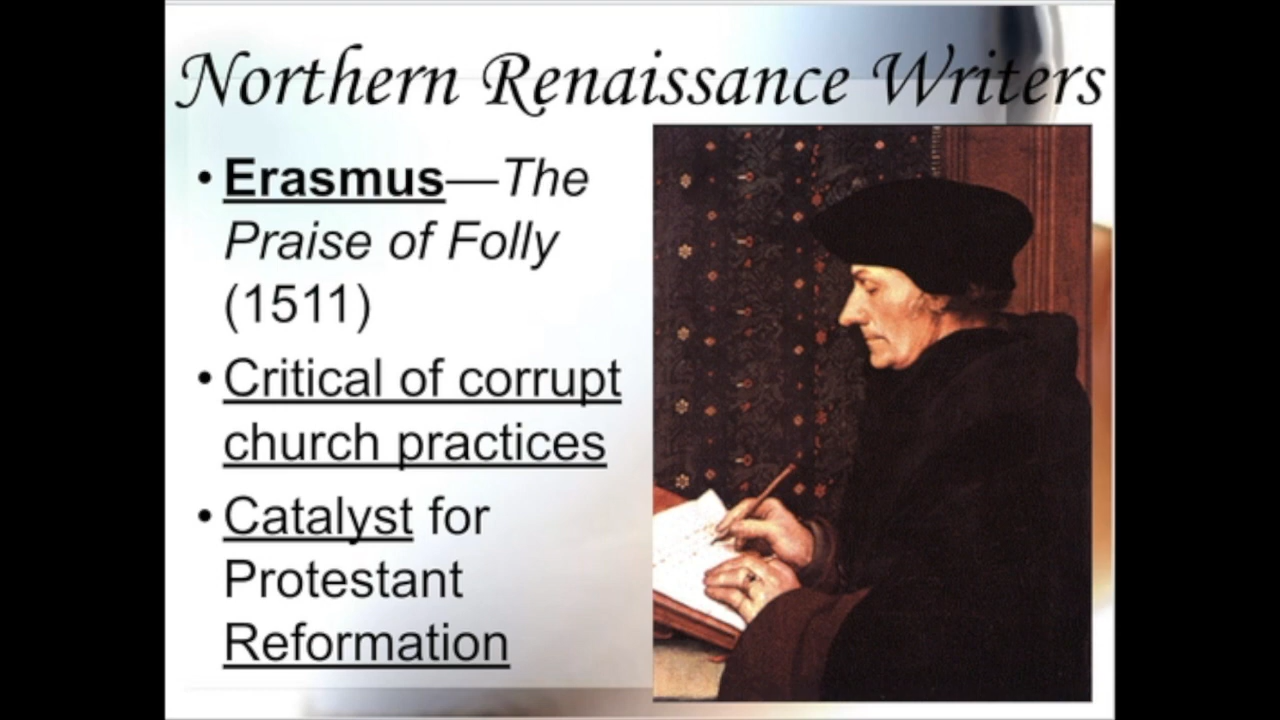 Northern Renaissance Writers
• Erasmus—The
Praise of Folly
(1511)
• Critical of corrupt
church practices
• Catalyst for
Protestant
Reformation